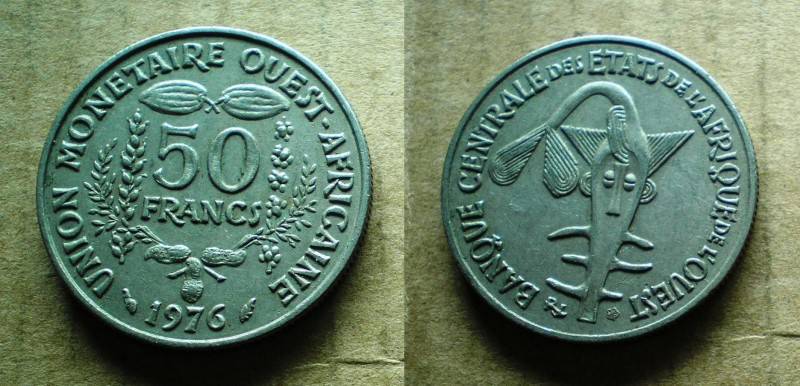 UNION MONETAIRE OUEST-AFRICAINE
50
FRANCS
1976
BANQUE CENTRALE DES ETATS DE L'AFRIQUE DE L'OUEST